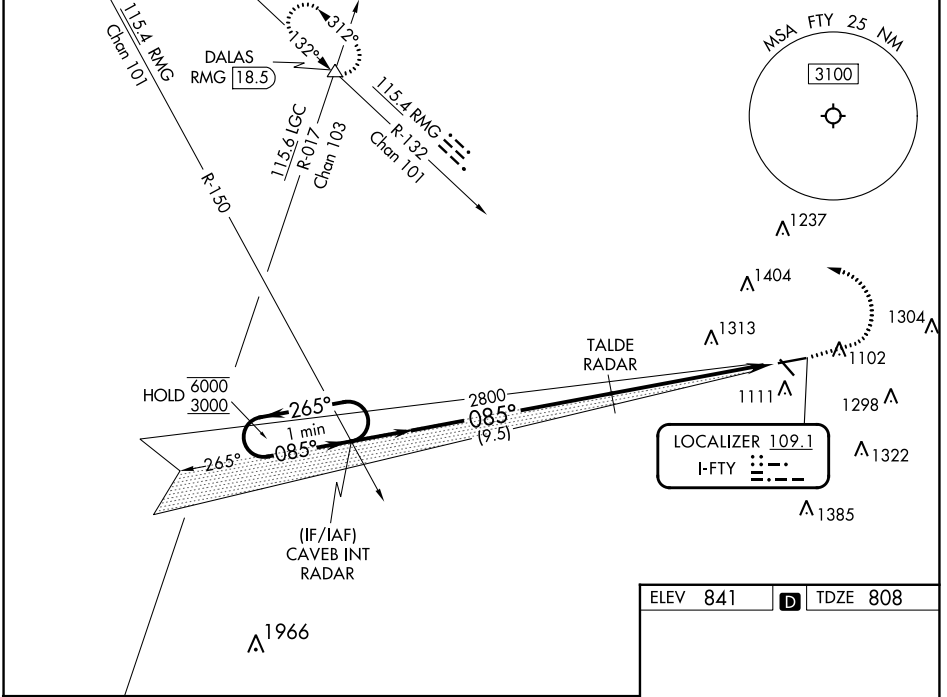 115.4 RMG
Chan 101
R-150
DALAS
RMG 18.5
312°
132°
115.6 LGC
R-017
Chan 103
115.4 RMG
R-132
Chan 101
MSA FTY 25 NM
3100
1237
1404
1313
1304
1102
1111
1298
1322
1385
1966
TALDE
RADAR
HOLD 6000
3000
265°
1 min
085°
265°
2800
085°
(9.5)
(IF/IAF)
CAVEB INT
RADAR
LOCALIZER 109.1
I-FTY
ELEV 841 D TDZE 808